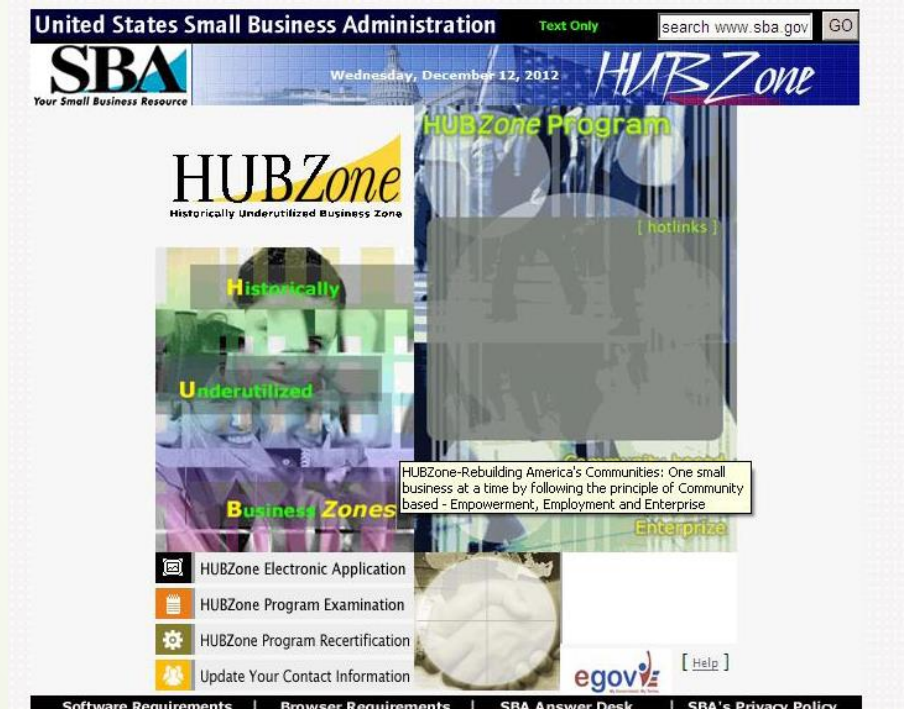 United States Small Business Administration Text Only search www.sba.gov GO
SBA
Your Small Business Resource
Wednesday, December 12, 2012
HUBZone
HUBZone Program
HUBZone
Historically Underutilized Business Zone
[ hotlinks ]
Historically
Underutilized
Business Zones
Community based
HUBZone-Rebuilding America's Communities: One small
business at a time by following the principle of Community
based - Empowerment, Employment and Enterprise
Enterprize
HUBZone Electronic Application
HUBZone Program Examination
HUBZone Program Recertification
Update Your Contact Information
egov
[ Help ]
Software Requirements | Browser Requirements | SBA Answer Desk | SBA's Privacy Policy